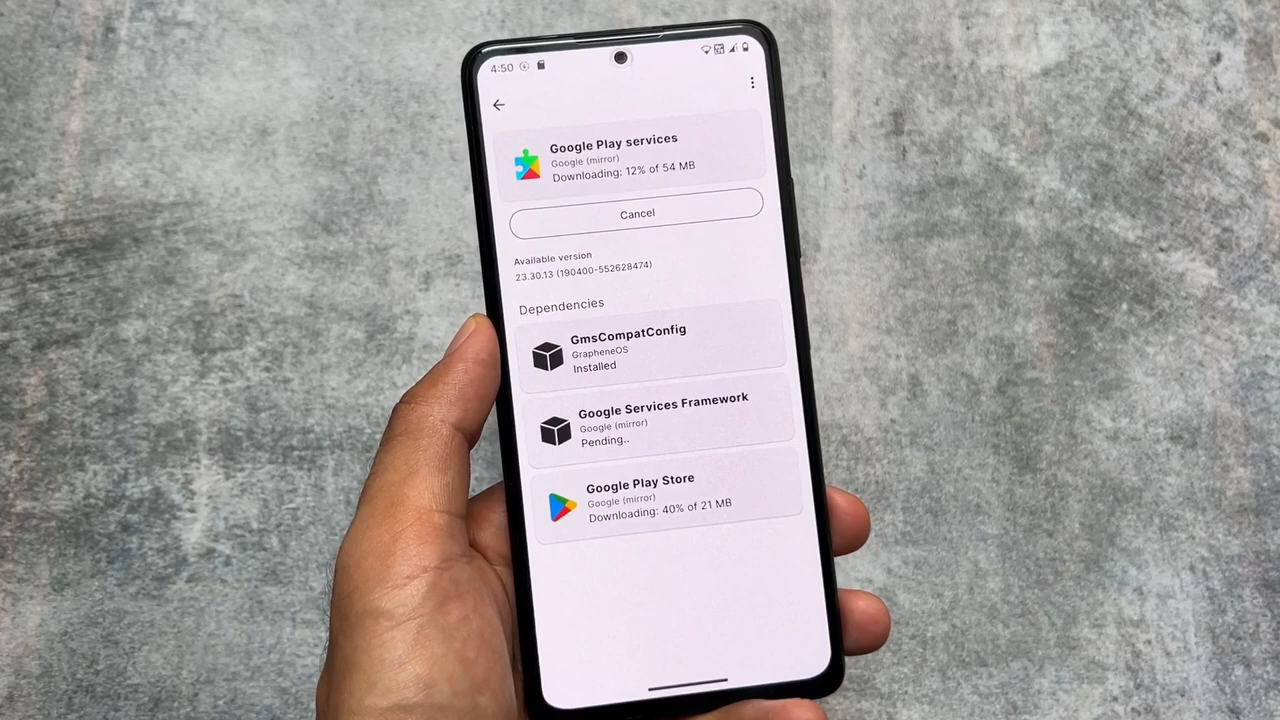 4:50
Google Play services
Google (mirror)
Downloading: 12% of 54 MB
Cancel
Available version
23.30.13 (190400-552628474)
Dependencies
GmsCompatConfig
GrapheneOS
Installed
Google Services Framework
Google (mirror)
Pending..
Google Play Store
Google (mirror)
Downloading: 40% of 21 MB